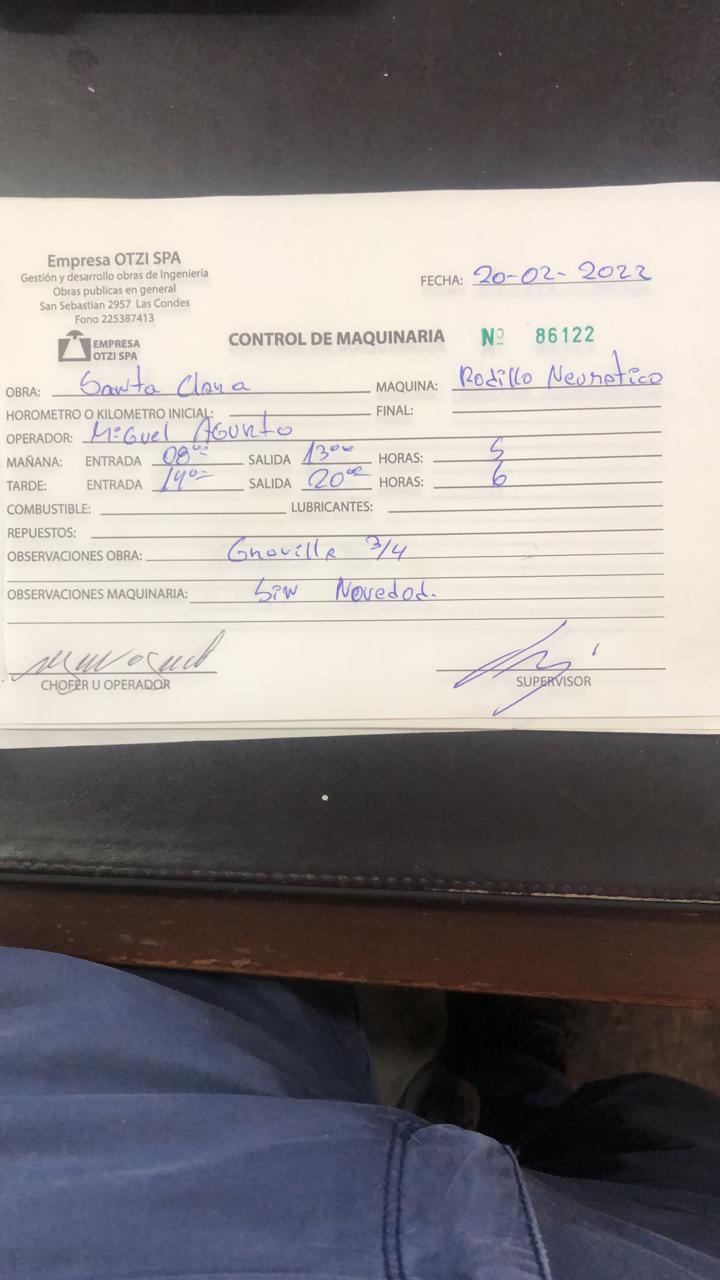 Empresa OTZI SPA
Gestión y desarrollo obras de Ingeniería
Obras publicas en general
San Sebastian 2957 Las Condes
Fono 225387413
EMPRESA
OTZI SPA
FECHA: 20-02-2022
CONTROL DE MAQUINARIA Nº 86122
OBRA: Santa Clara MAQUINA: Rodillo Neumatico
HOROMETRO O KILOMETRO INICIAL: FINAL:
OPERADOR: Miguel Agurto
MAÑANA: ENTRADA 08:00 SALIDA 13:00 HORAS: 5
TARDE: ENTRADA 14:00 SALIDA 20:00 HORAS: 6
COMBUSTIBLE: LUBRICANTES:
REPUESTOS:
OBSERVACIONES OBRA: Gravilla 3/4
OBSERVACIONES MAQUINARIA: Sin Novedad.
CHOFER U OPERADOR SUPERVISOR